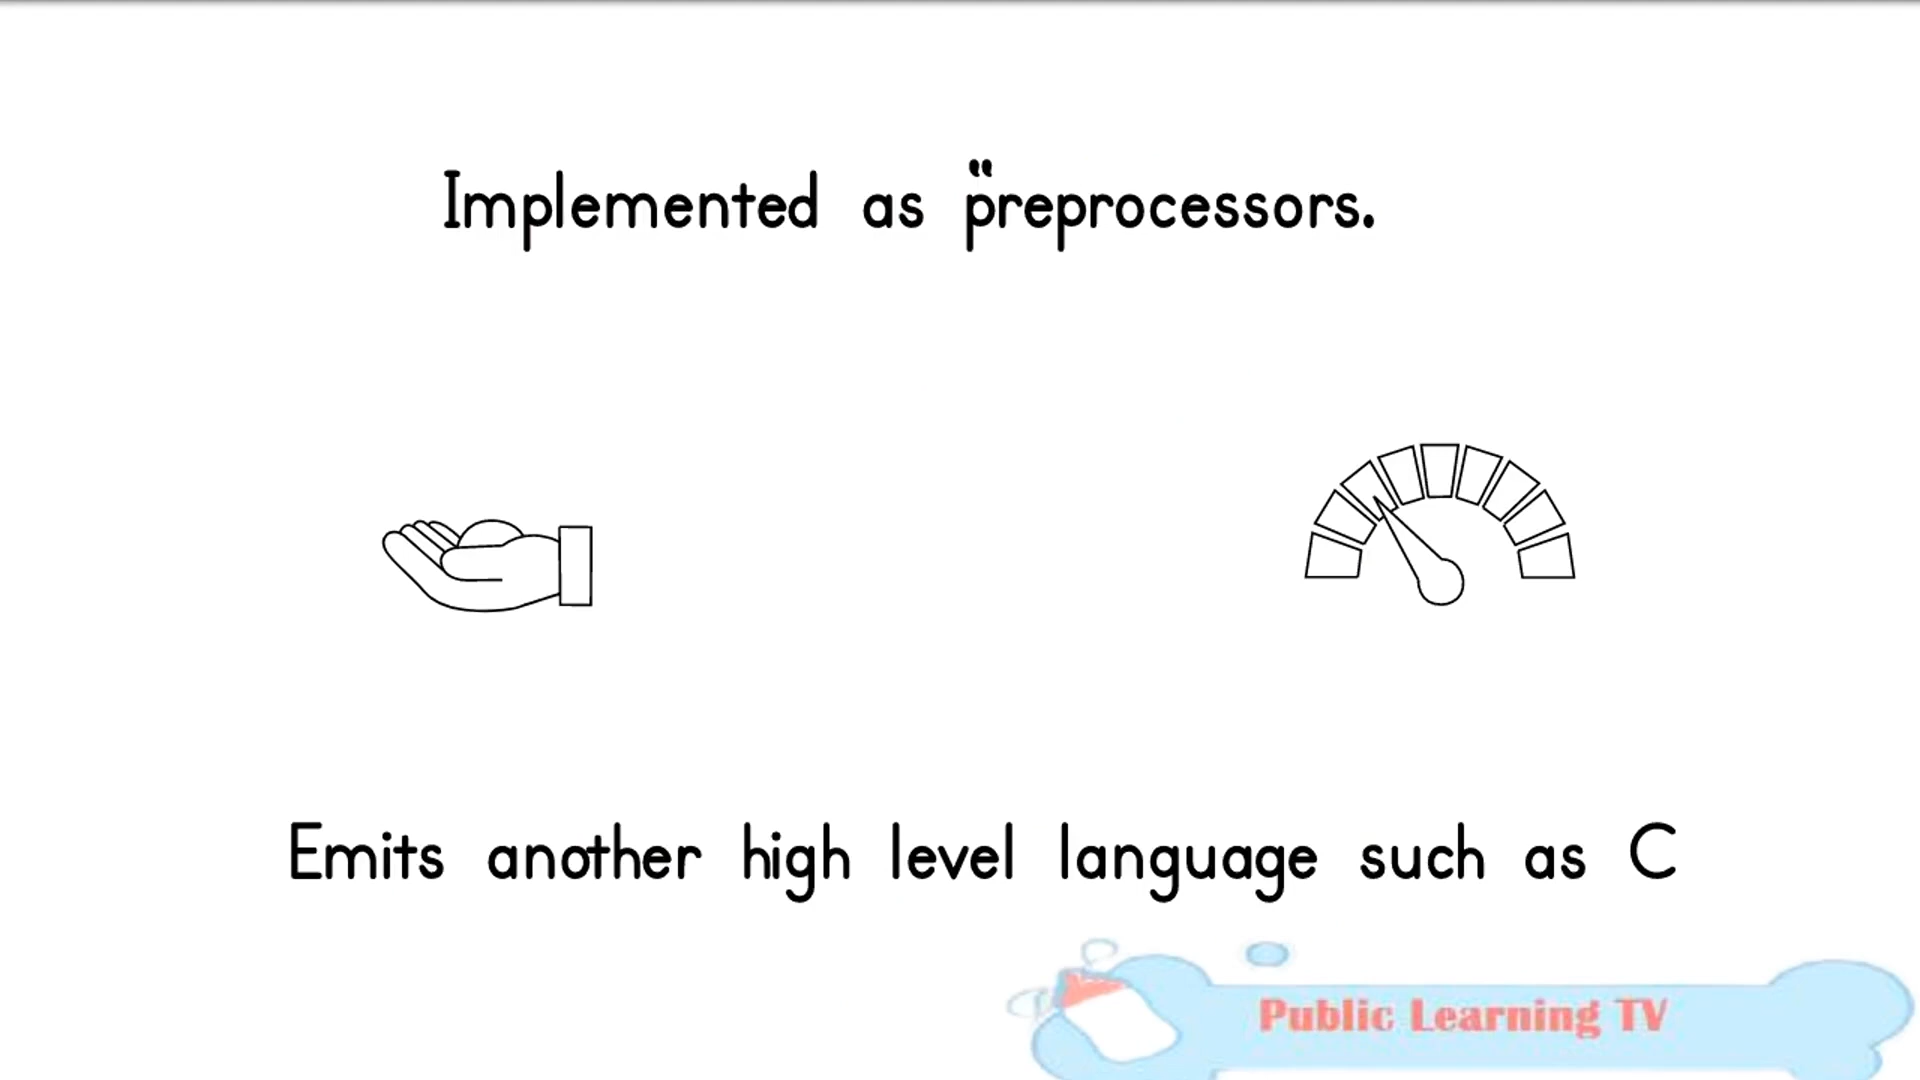 Implemented as “preprocessors.
Emits another high level language such as C
Public Learning TV